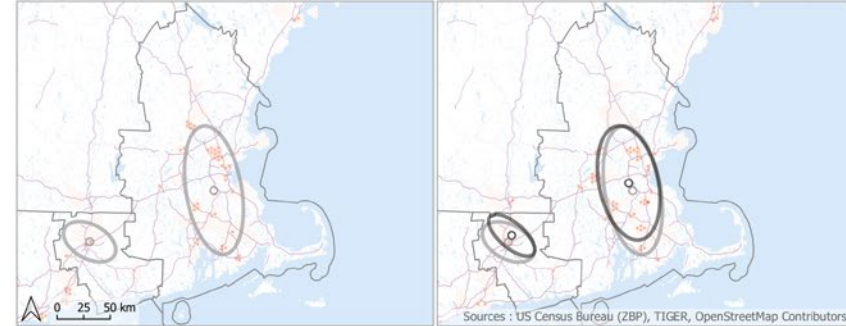 0 25 50 km
Sources : US Census Bureau (ZBP), TIGER, OpenStreetMap Contributors